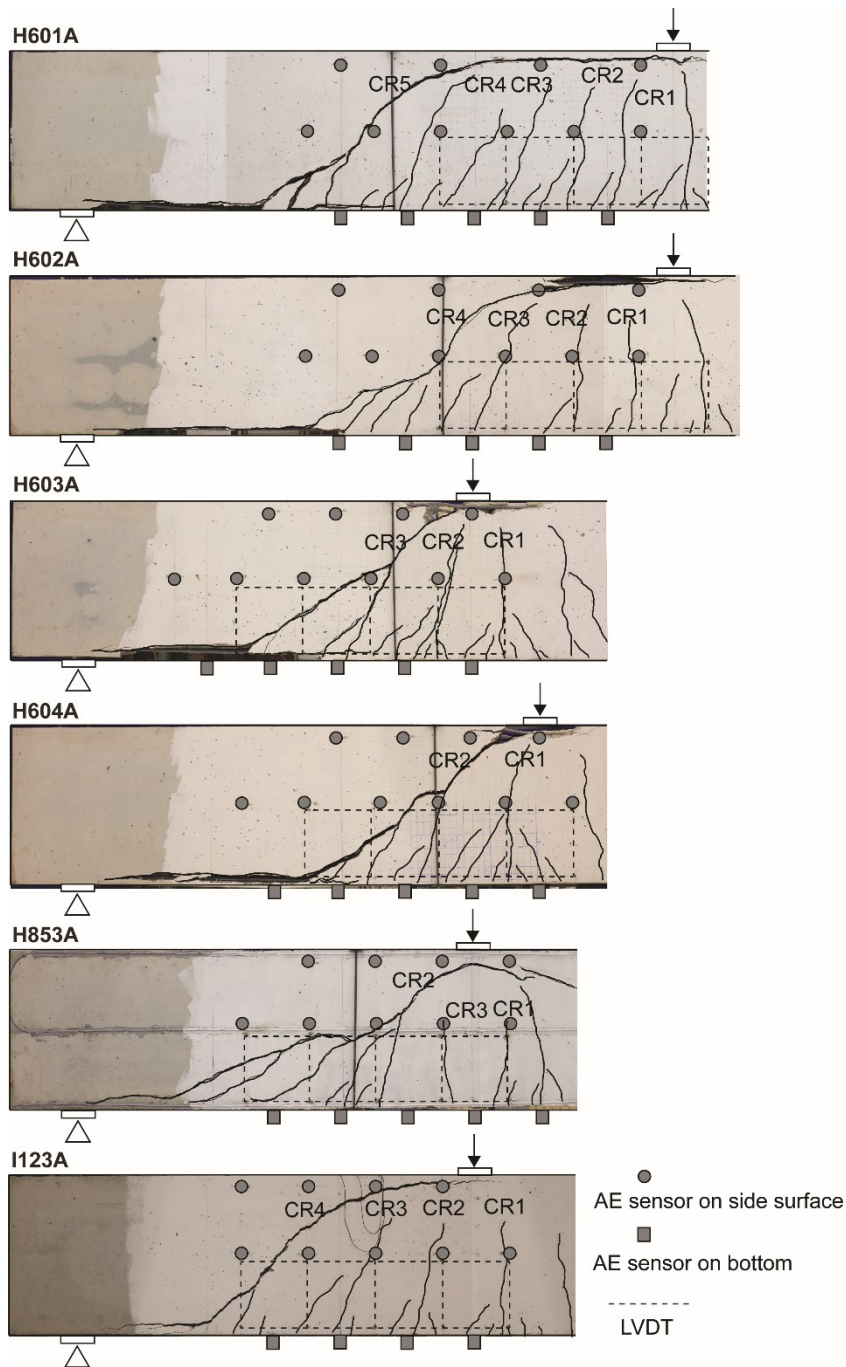 H601A
CR5
CR4
CR3
CR2
CR1
H602A
CR4
CR3
CR2
CR1
H603A
CR3
CR2
CR1
H604A
CR2
CR1
H853A
CR2
CR3
CR1
I123A
CR4
CR3
CR2
CR1
AE sensor on side surface
AE sensor on bottom
LVDT